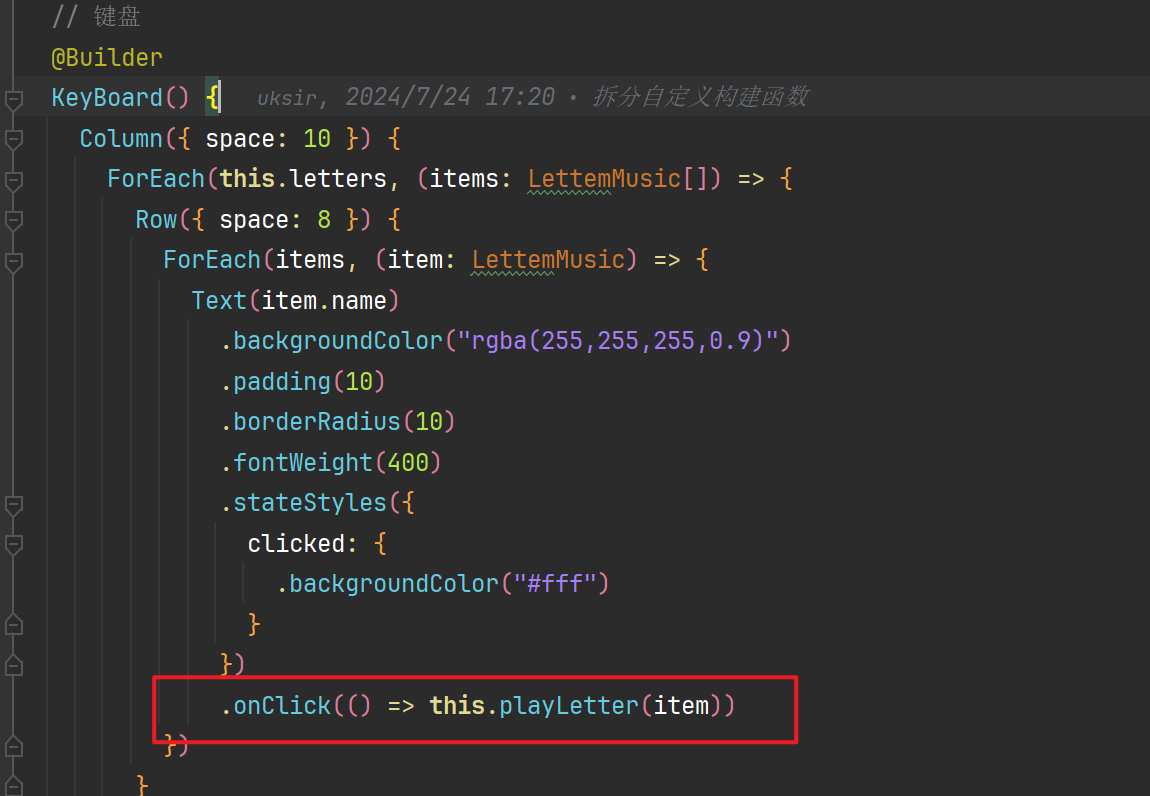 // 键盘
@Builder
KeyBoard() { uksir, 2024/7/24 17:20 · 拆分自定义构建函数
Column({ space: 10 }) {
ForEach(this.letters, (items: LettemMusic[]) => {
Row({ space: 8 }) {
ForEach(items, (item: LettemMusic) => {
Text(item.name)
.backgroundColor("rgba(255,255,255,0.9)")
.padding(10)
.borderRadius(10)
.fontWeight(400)
.stateStyles({
clicked: {
.backgroundColor("#fff")
}
})
.onClick(() => this.playLetter(item))
})
}